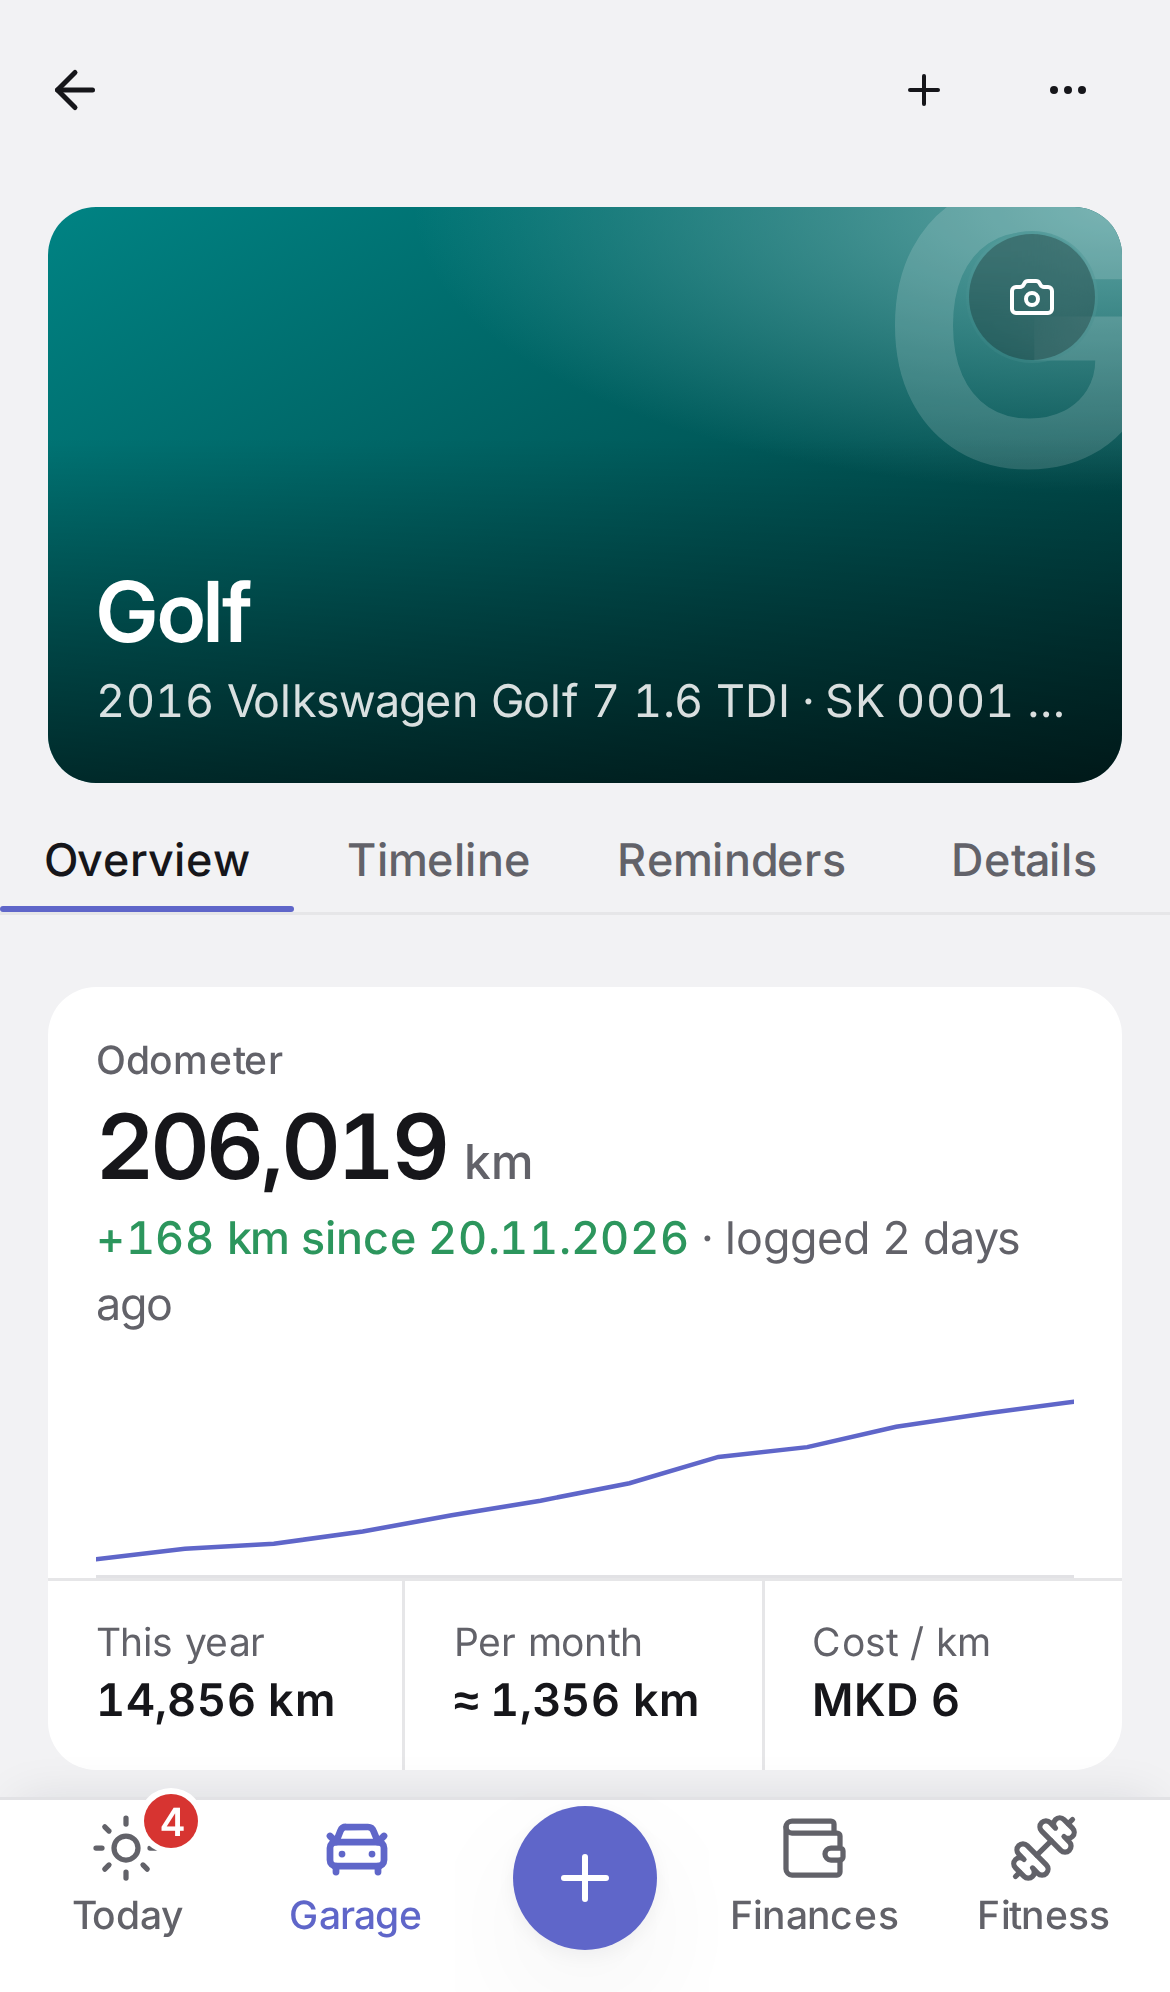 G
Golf
2016 Volkswagen Golf 7 1.6 TDI · SK 0001 ...
Overview
Timeline
Reminders
Details
Odometer
206,019 km
+168 km since 20.11.2026 · logged 2 days
ago
This year
Per month
Cost / km
14,856 km
≈ 1,356 km
MKD 6
4
Today
Garage
Finances
Fitness